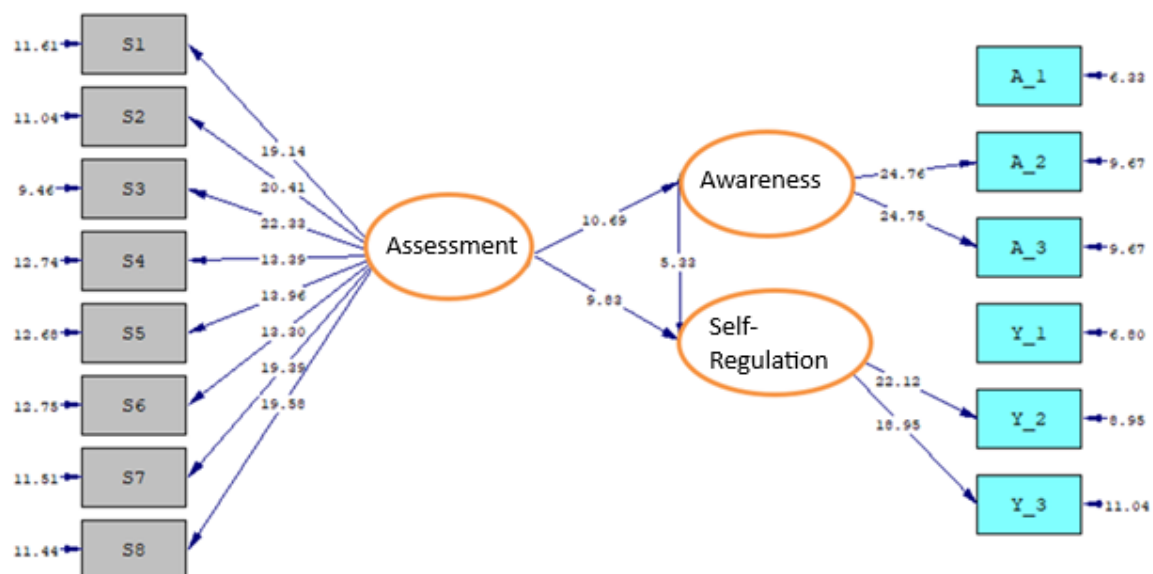 11.61 S1
11.04 S2
9.46 S3
12.74 S4
12.68 S5
12.75 S6
11.51 S7
11.44 S8
19.14
20.41
22.33
13.39
13.96
13.30
19.39
19.58
Assessment
10.69
9.83
5.33
Awareness
Self-
Regulation
24.76
24.75
22.12
18.95
A_1 6.33
A_2 9.67
A_3 9.67
Y_1 6.80
Y_2 8.95
Y_3 11.04